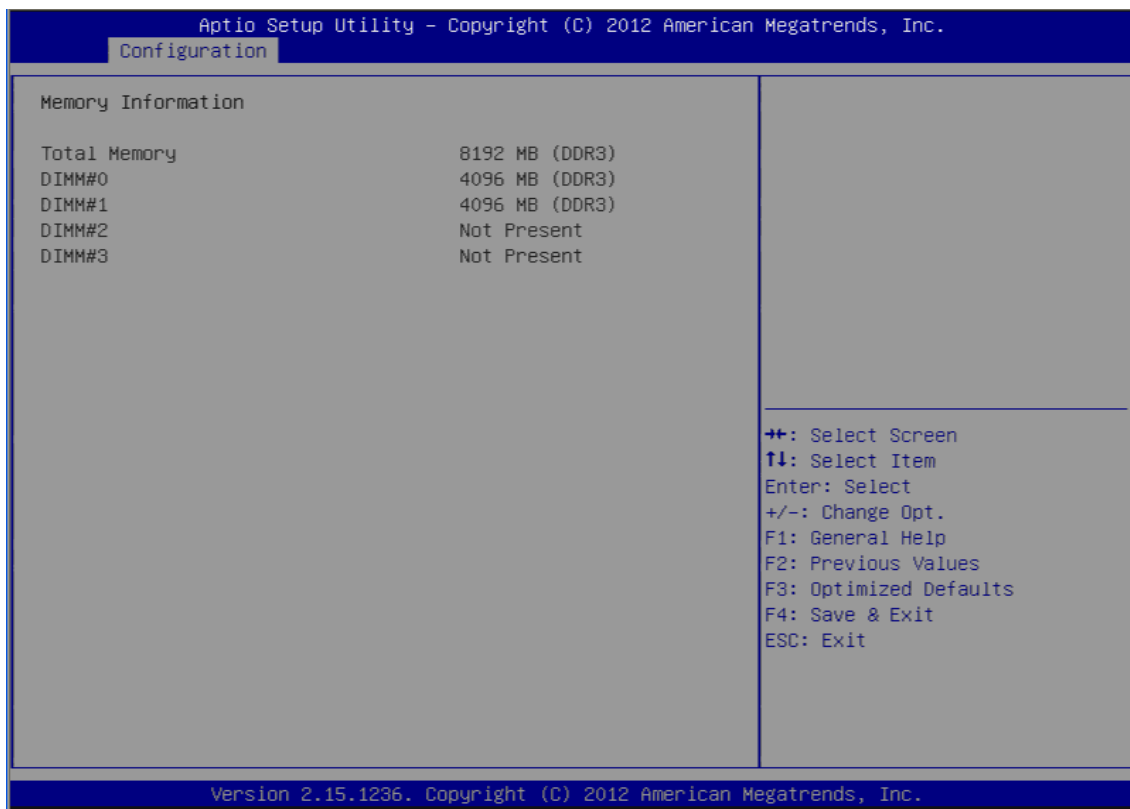 Aptio Setup Utility – Copyright (C) 2012 American Megatrends, Inc.
Configuration
Memory Information
Total Memory 8192 MB (DDR3)
DIMM#0 4096 MB (DDR3)
DIMM#1 4096 MB (DDR3)
DIMM#2 Not Present
DIMM#3 Not Present
→←: Select Screen
↑↓: Select Item
Enter: Select
+/-: Change Opt.
F1: General Help
F2: Previous Values
F3: Optimized Defaults
F4: Save & Exit
ESC: Exit
Version 2.15.1236. Copyright (C) 2012 American Megatrends, Inc.